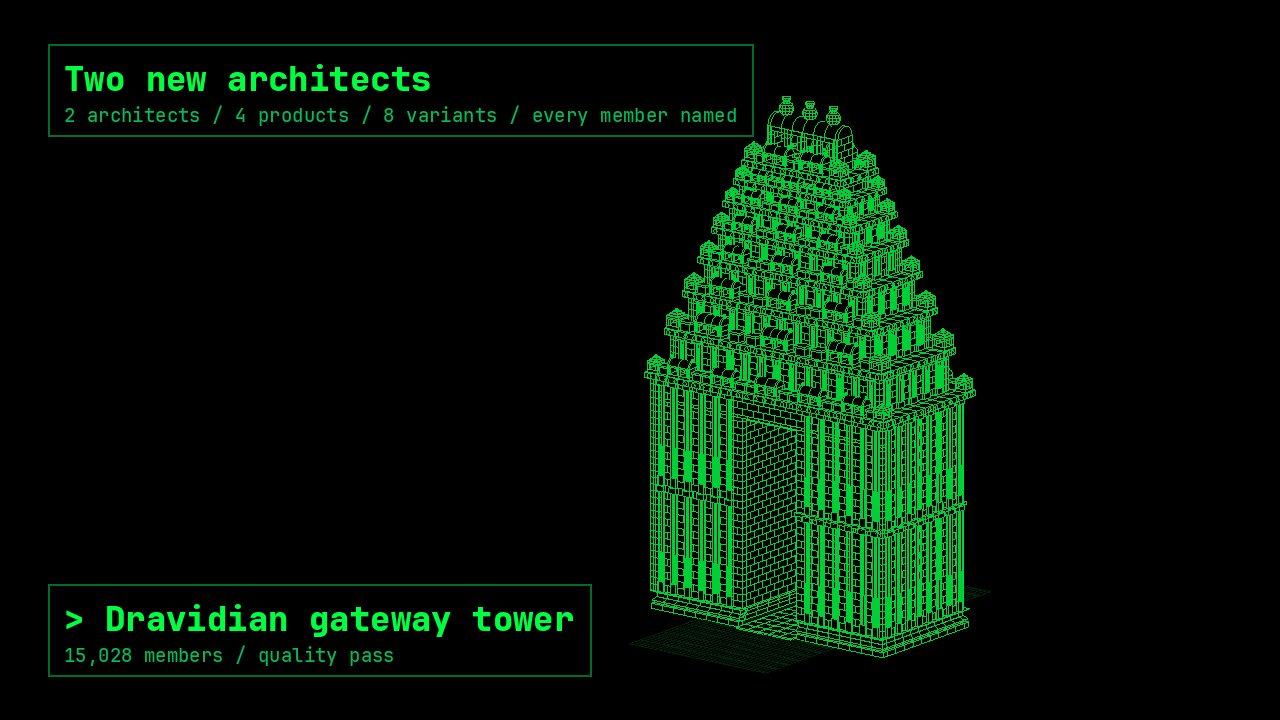 Two new architects
2 architects / 4 products / 8 variants / every member named
> Dravidian gateway tower
15,028 members / quality pass